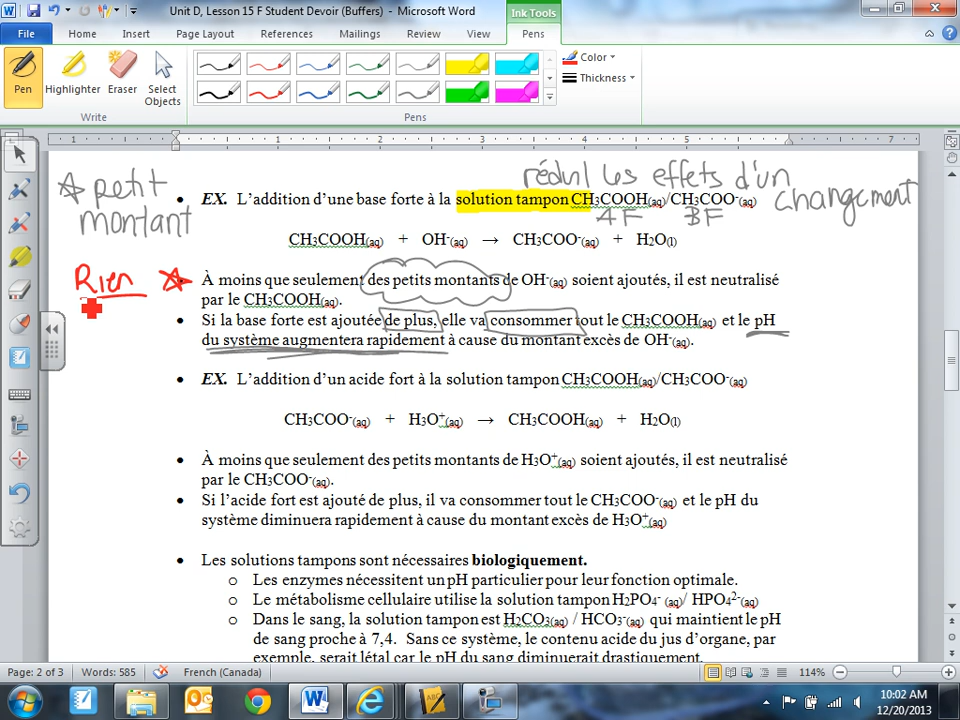 Unit D, Lesson 15 F Student Devoir (Buffers) - Microsoft Word
Ink Tools
File Home Insert Page Layout References Mailings Review View Pens
Pen Highlighter Eraser Select Objects
Color
Thickness
Write
Pens
1 1 2 3 4 5 6 7
réduit les effets d'un changement
☆ petit montant
• EX. L'addition d'une base forte à la solution tampon CH3COOH(aq)/CH3COO-(aq)
AF BF
CH3COOH(aq) + OH-(aq) → CH3COO-(aq) + H2O(l)
Rien ☆
• À moins que seulement des petits montants de OH-(aq) soient ajoutés, il est neutralisé
par le CH3COOH(aq).
• Si la base forte est ajoutée de plus, elle va consommer tout le CH3COOH(aq) et le pH
du système augmentera rapidement à cause du montant excès de OH-(aq).
• EX. L'addition d'un acide fort à la solution tampon CH3COOH(aq)/CH3COO-(aq)
CH3COO-(aq) + H3O+(aq) → CH3COOH(aq) + H2O(l)
• À moins que seulement des petits montants de H3O+(aq) soient ajoutés, il est neutralisé
par le CH3COO-(aq).
• Si l'acide fort est ajouté de plus, il va consommer tout le CH3COO-(aq) et le pH du
système diminuera rapidement à cause du montant excès de H3O+(aq)
• Les solutions tampons sont nécessaires biologiquement.
o Les enzymes nécessitent un pH particulier pour leur fonction optimale.
o Le métabolisme cellulaire utilise la solution tampon H2PO4-(aq)/ HPO42-(aq)
o Dans le sang, la solution tampon est H2CO3(aq) / HCO3-(aq) qui maintient le pH
de sang proche à 7,4. Sans ce système, le contenu acide du jus d'orange, par
exemple, serait létal car le pH du sang diminuerait drastiquement.
Page: 2 of 3 Words: 585 French (Canada) 114%
10:02 AM
12/20/2013